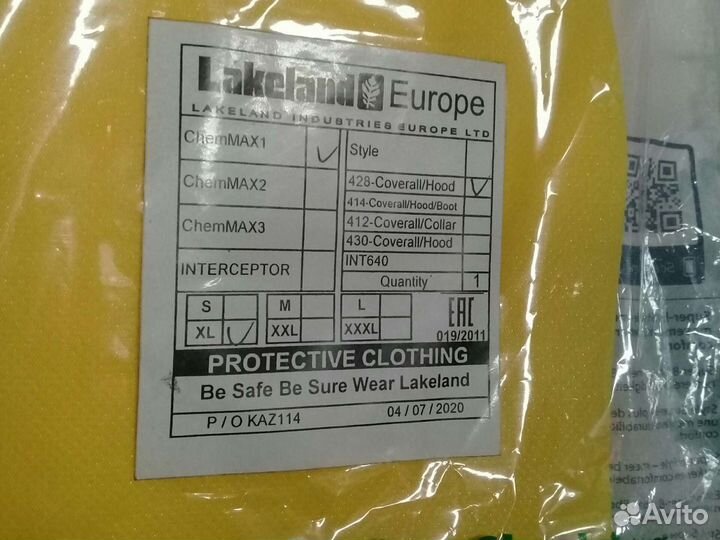 Lakeland Europe
LAKELAND INDUSTRIES EUROPE LTD
ChemMAX1 ✓
ChemMAX2
ChemMAX3
INTERCEPTOR
Style
428-Coverall/Hood ✓
414-Coverall/Hood/Boot
412-Coverall/Collar
430-Coverall/Hood
INT640
Quantity 1
S M L
XL ✓ XXL XXXL
EAC
019/2011
PROTECTIVE CLOTHING
Be Safe Be Sure Wear Lakeland
P / O KAZ114 04 / 07 / 2020
Avito